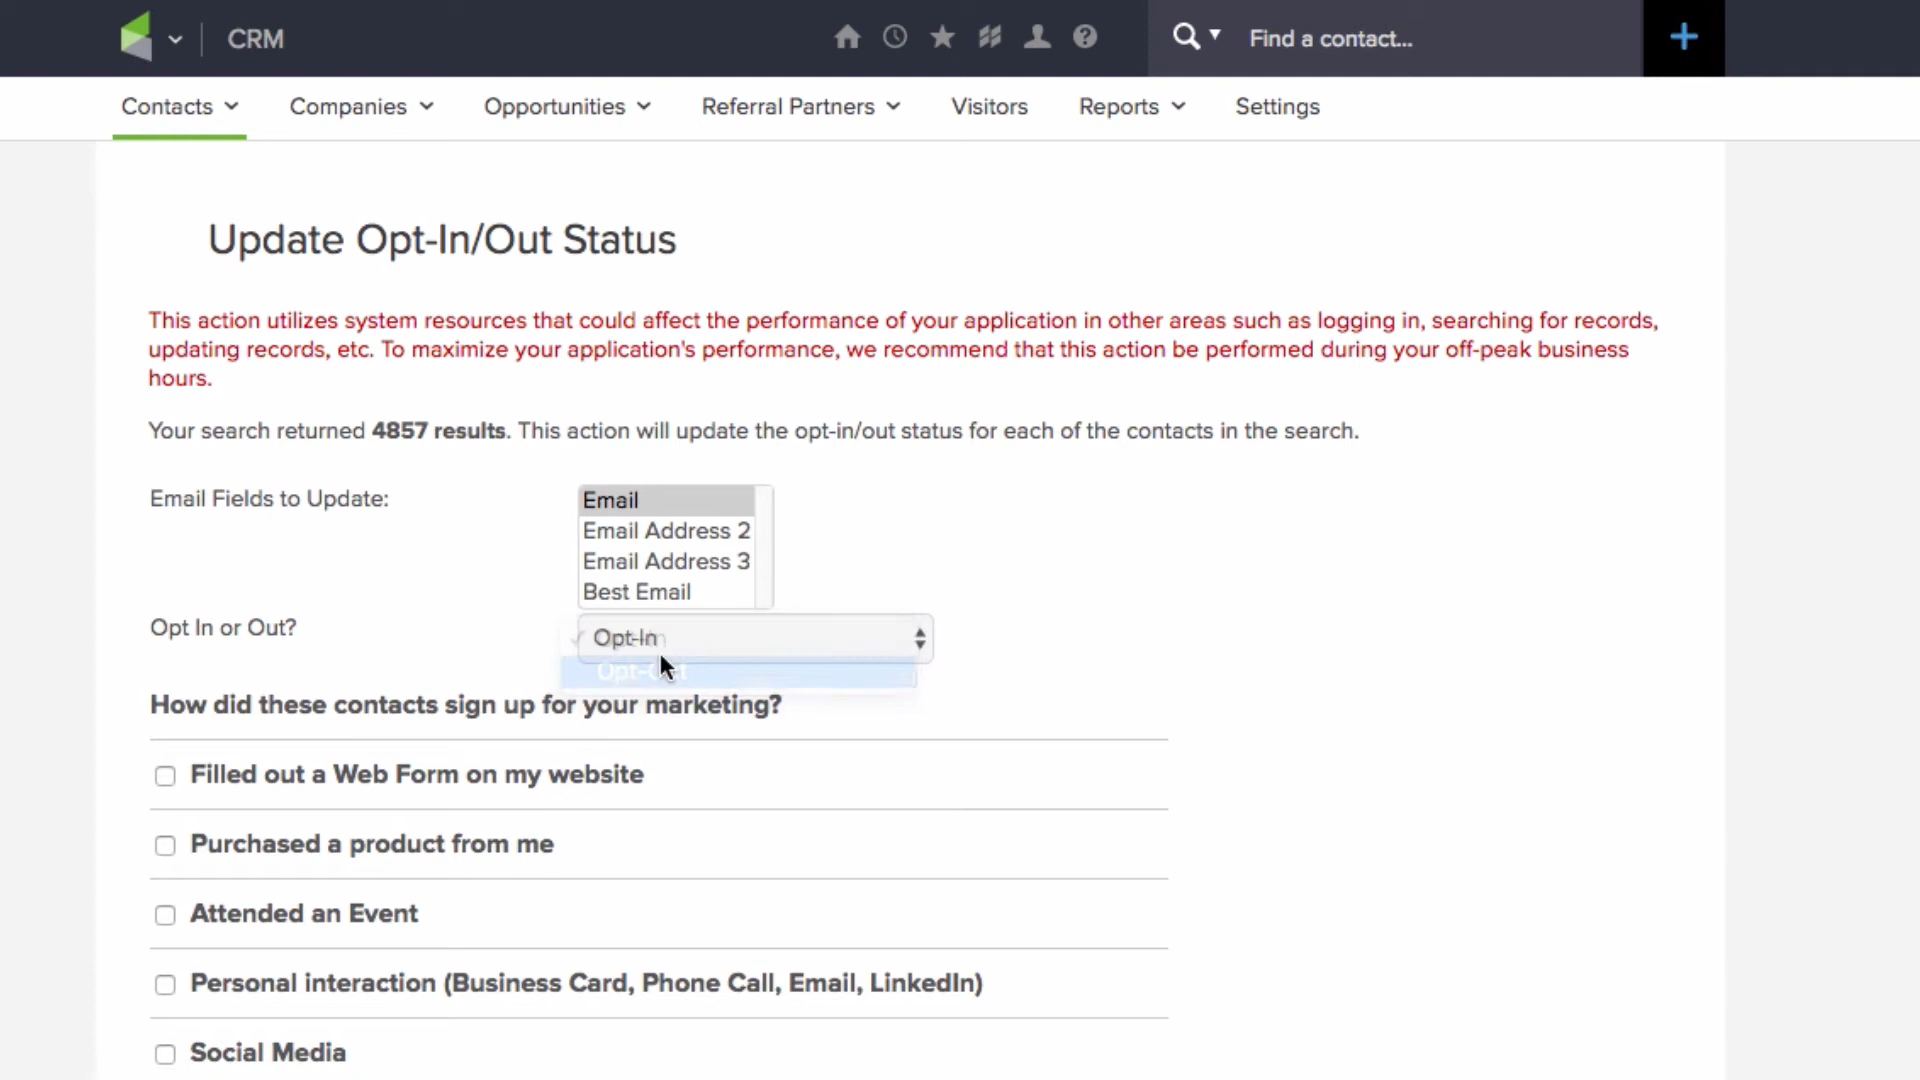 CRM
Find a contact...
Contacts Companies Opportunities Referral Partners Visitors Reports Settings
Update Opt-In/Out Status
This action utilizes system resources that could affect the performance of your application in other areas such as logging in, searching for records,
updating records, etc. To maximize your application's performance, we recommend that this action be performed during your off-peak business
hours.
Your search returned 4857 results. This action will update the opt-in/out status for each of the contacts in the search.
Email Fields to Update:
Email
Email Address 2
Email Address 3
Best Email
Opt In or Out?
Opt-In
How did these contacts sign up for your marketing?
Filled out a Web Form on my website
Purchased a product from me
Attended an Event
Personal interaction (Business Card, Phone Call, Email, LinkedIn)
Social Media